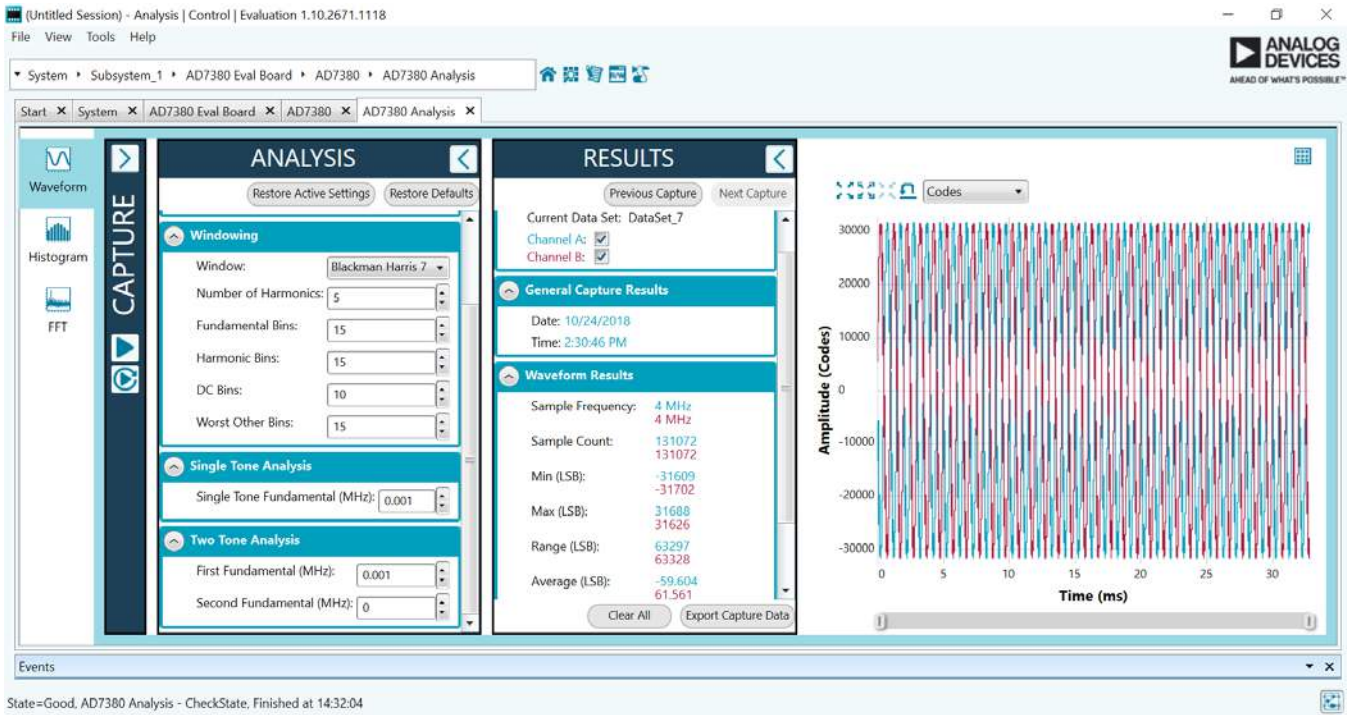 (Untitled Session) - Analysis | Control | Evaluation 1.10.2671.1118
File View Tools Help
ANALOG
DEVICES
AHEAD OF WHAT'S POSSIBLE™
System Subsystem_1 AD7380 Eval Board AD7380 AD7380 Analysis
Start System AD7380 Eval Board AD7380 AD7380 Analysis
Waveform
Histogram
FFT
CAPTURE
ANALYSIS
Restore Active Settings Restore Defaults
Windowing
Window: Blackman Harris 7
Number of Harmonics: 5
Fundamental Bins: 15
Harmonic Bins: 15
DC Bins: 10
Worst Other Bins: 15
Single Tone Analysis
Single Tone Fundamental (MHz): 0.001
Two Tone Analysis
First Fundamental (MHz): 0.001
Second Fundamental (MHz): 0
RESULTS
Previous Capture Next Capture
Current Data Set: DataSet_7
Channel A:
Channel B:
General Capture Results
Date: 10/24/2018
Time: 2:30:46 PM
Waveform Results
Sample Frequency: 4 MHz
4 MHz
Sample Count: 131072
131072
Min (LSB): -31609
-31702
Max (LSB): 31688
31626
Range (LSB): 63297
63328
Average (LSB): -59.604
61.561
Clear All Export Capture Data
Codes
Amplitude (Codes)
30000
20000
10000
0
-10000
-20000
-30000
0 5 10 15 20 25 30
Time (ms)
Events
State=Good, AD7380 Analysis - CheckState, Finished at 14:32:04